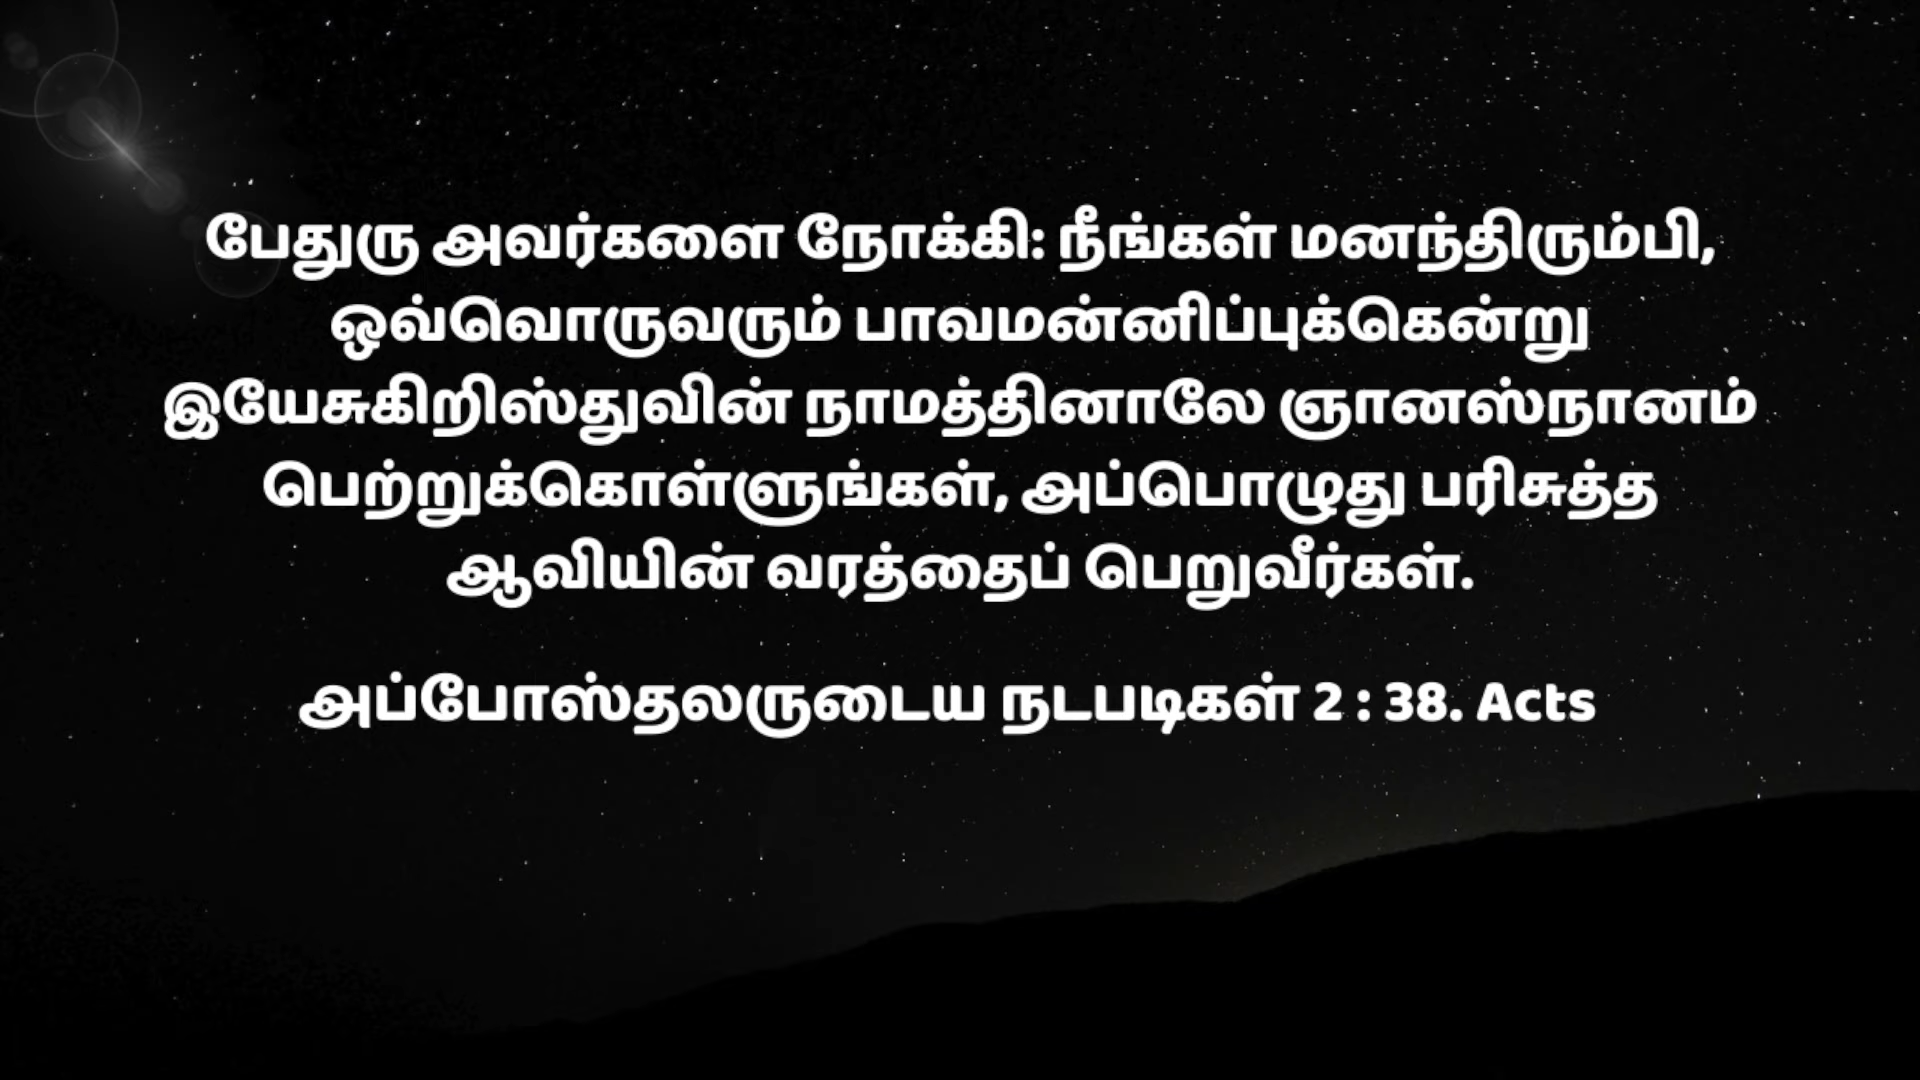 பேதுரு அவர்களை நோக்கி: நீங்கள் மனந்திரும்பி,
ஒவ்வொருவரும் பாவமன்னிப்புக்கென்று
இயேசுகிறிஸ்துவின் நாமத்தினாலே ஞானஸ்நானம்
பெற்றுக்கொள்ளுங்கள், அப்பொழுது பரிசுத்த
ஆவியின் வரத்தைப் பெறுவீர்கள்.
அப்போஸ்தலருடைய நடபடிகள் 2 : 38. Acts